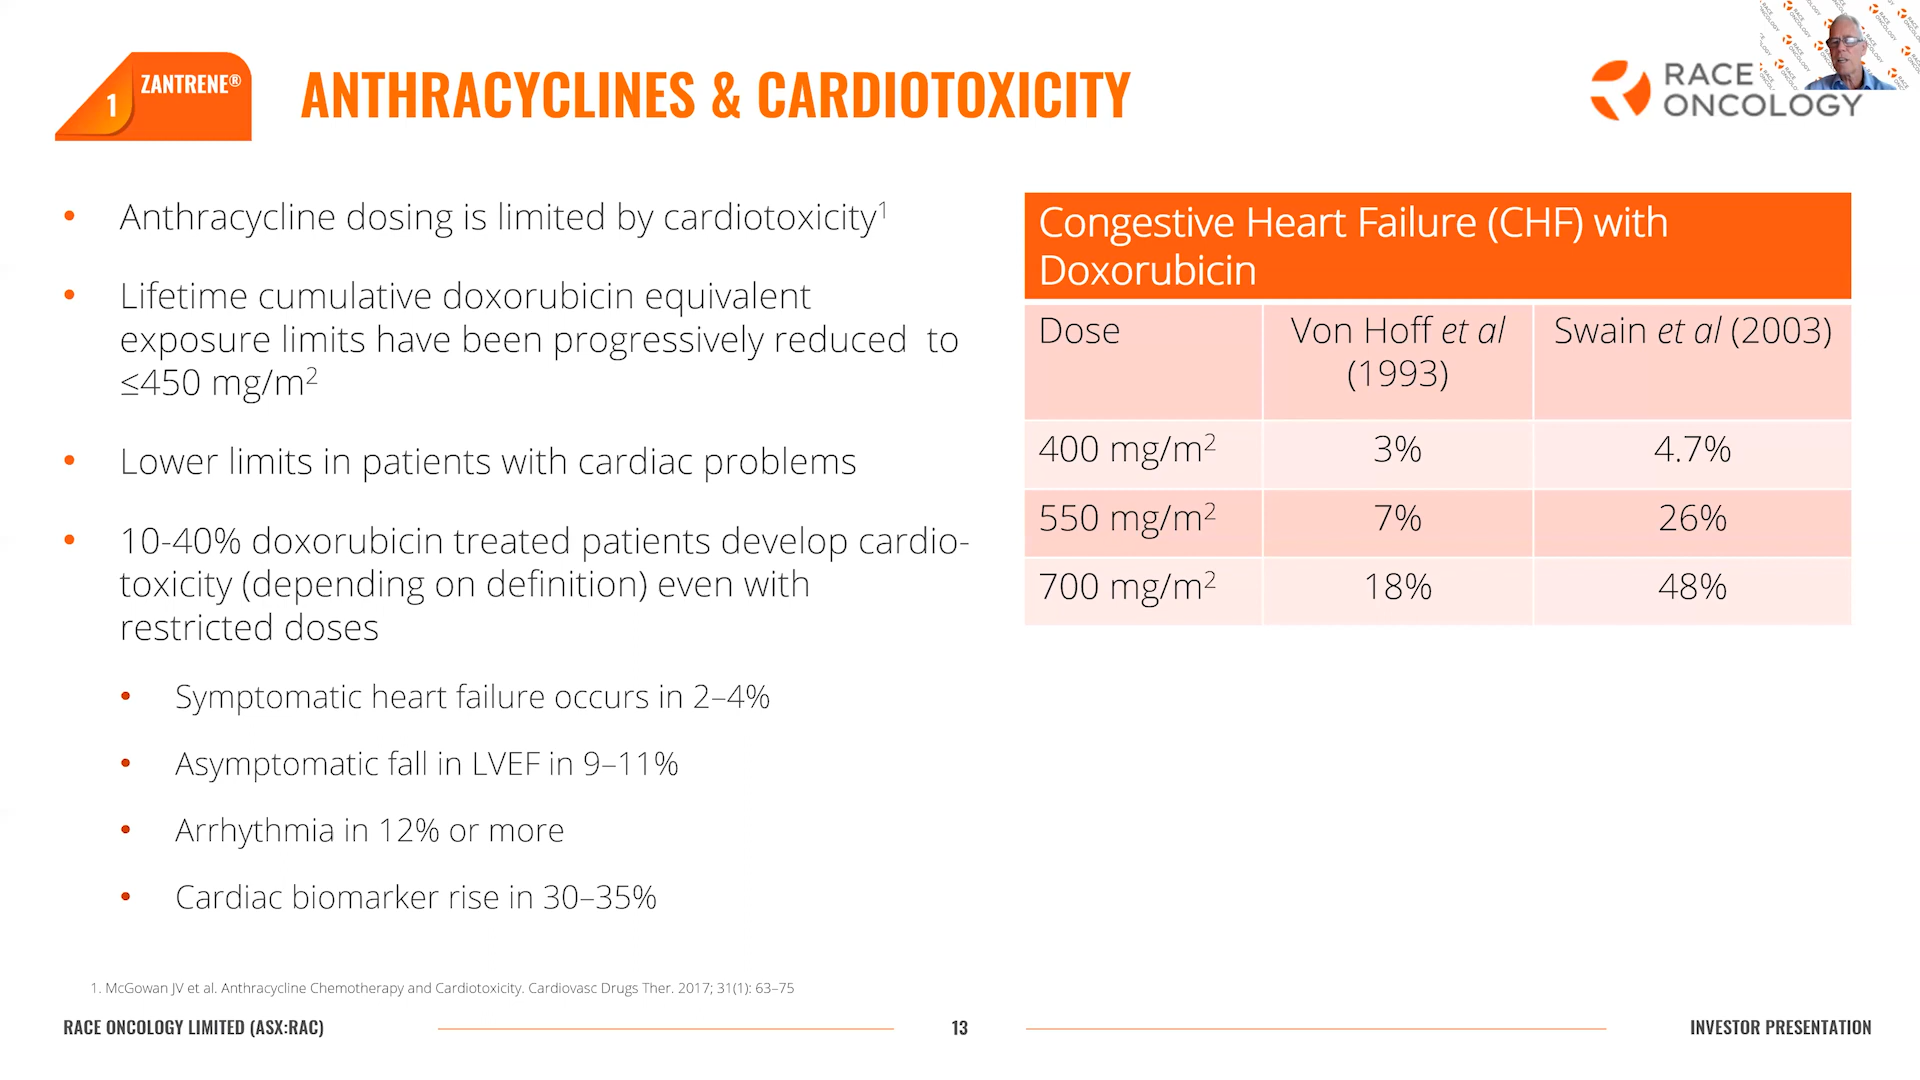 1
ZANTRENE®
ANTHRACYCLINES & CARDIOTOXICITY
RACE
ONCOLOGY
• Anthracycline dosing is limited by cardiotoxicity¹
• Lifetime cumulative doxorubicin equivalent
exposure limits have been progressively reduced to
≤450 mg/m²
• Lower limits in patients with cardiac problems
• 10-40% doxorubicin treated patients develop cardio-
toxicity (depending on definition) even with
restricted doses
• Symptomatic heart failure occurs in 2–4%
• Asymptomatic fall in LVEF in 9–11%
• Arrhythmia in 12% or more
• Cardiac biomarker rise in 30–35%
Congestive Heart Failure (CHF) with
Doxorubicin
Dose Von Hoff et al Swain et al (2003)
(1993)
400 mg/m² 3% 4.7%
550 mg/m² 7% 26%
700 mg/m² 18% 48%
1. McGowan JV et al. Anthracycline Chemotherapy and Cardiotoxicity. Cardiovasc Drugs Ther. 2017; 31(1): 63–75
RACE ONCOLOGY LIMITED (ASX:RAC) 13 INVESTOR PRESENTATION